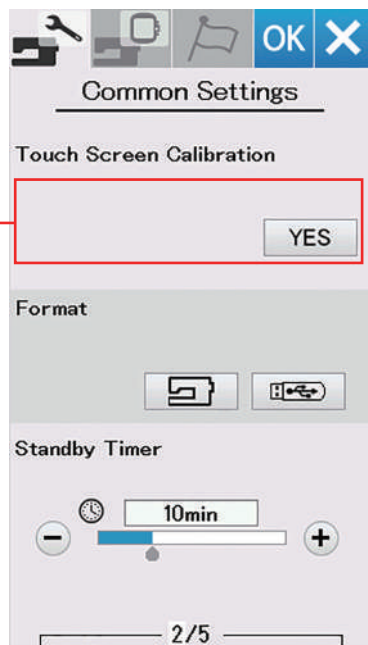 OK
Common Settings
Touch Screen Calibration
YES
Format
Standby Timer
10min
2/5